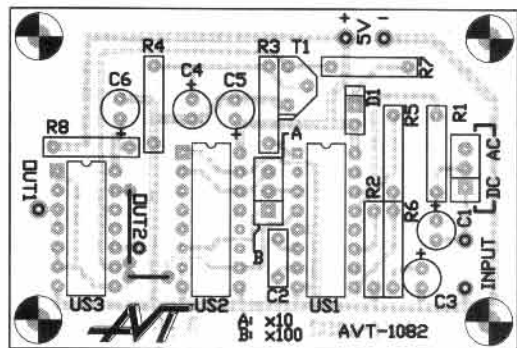 + 5V -
R4
R3
T1
C6
C4
C5
R7
D1
R8
A
R5
R1
AC
DC
OUT1
OUT2
R2
R6
B
C1
INPUT
C2
C3
US3
US2
US1
AVT
A: x10
B: x100
AVT-1082